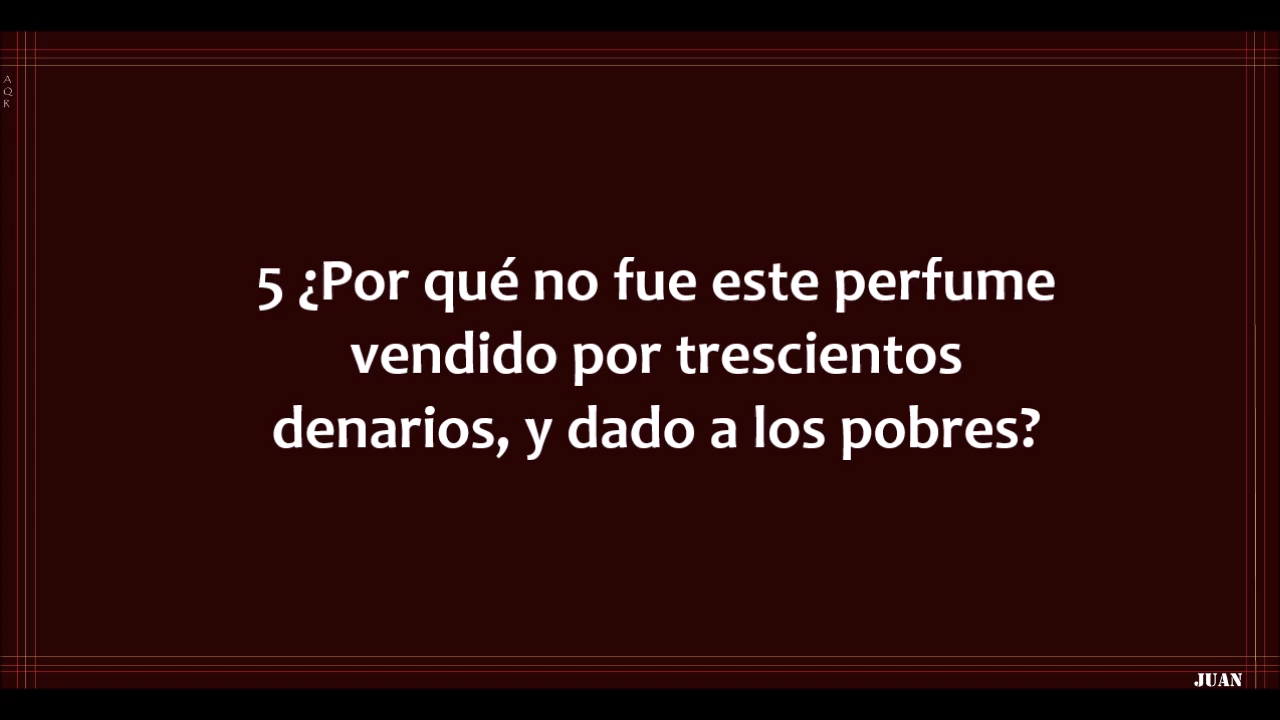 A
Q
R
5 ¿Por qué no fue este perfume
vendido por trescientos
denarios, y dado a los pobres?
JUAN